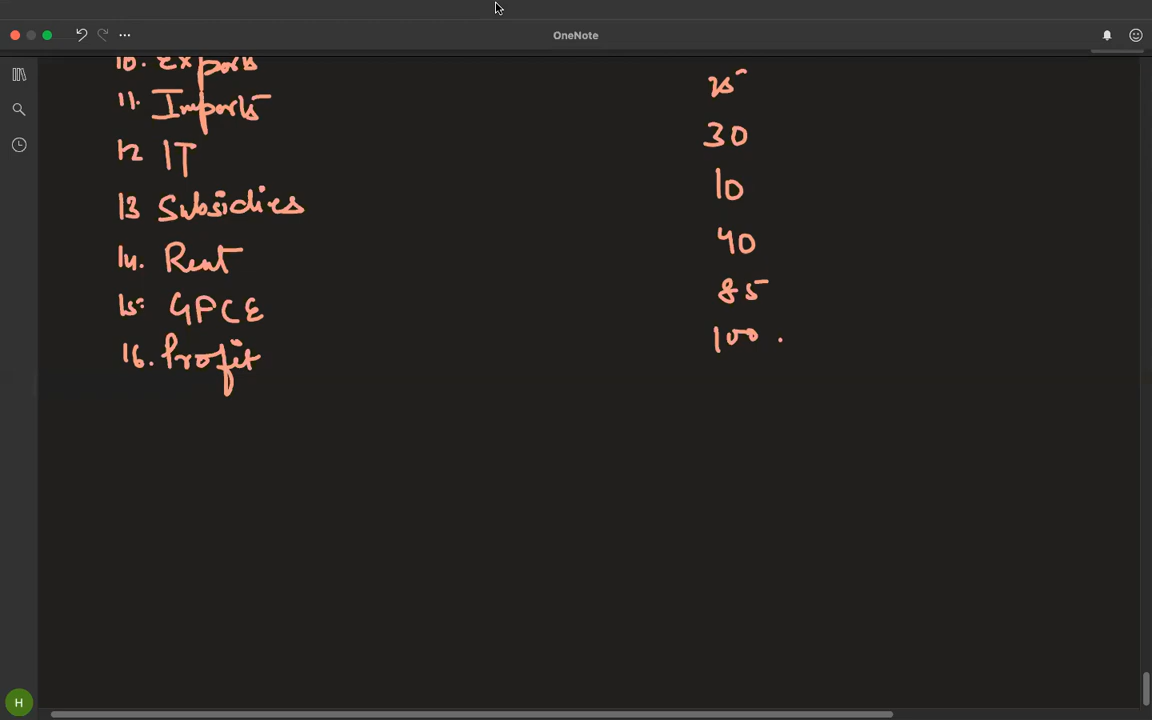 OneNote
10. Exports
11. Imports 25
12 IT 30
13 Subsidies 10
14. Rent 40
15. GPCE 85
16. Profit 100.
H